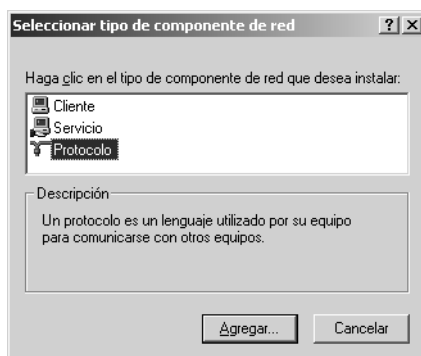 Seleccionar tipo de componente de red
Haga clic en el tipo de componente de red que desea instalar:
Cliente
Servicio
Protocolo
Descripción
Un protocolo es un lenguaje utilizado por su equipo
para comunicarse con otros equipos.
Agregar... Cancelar